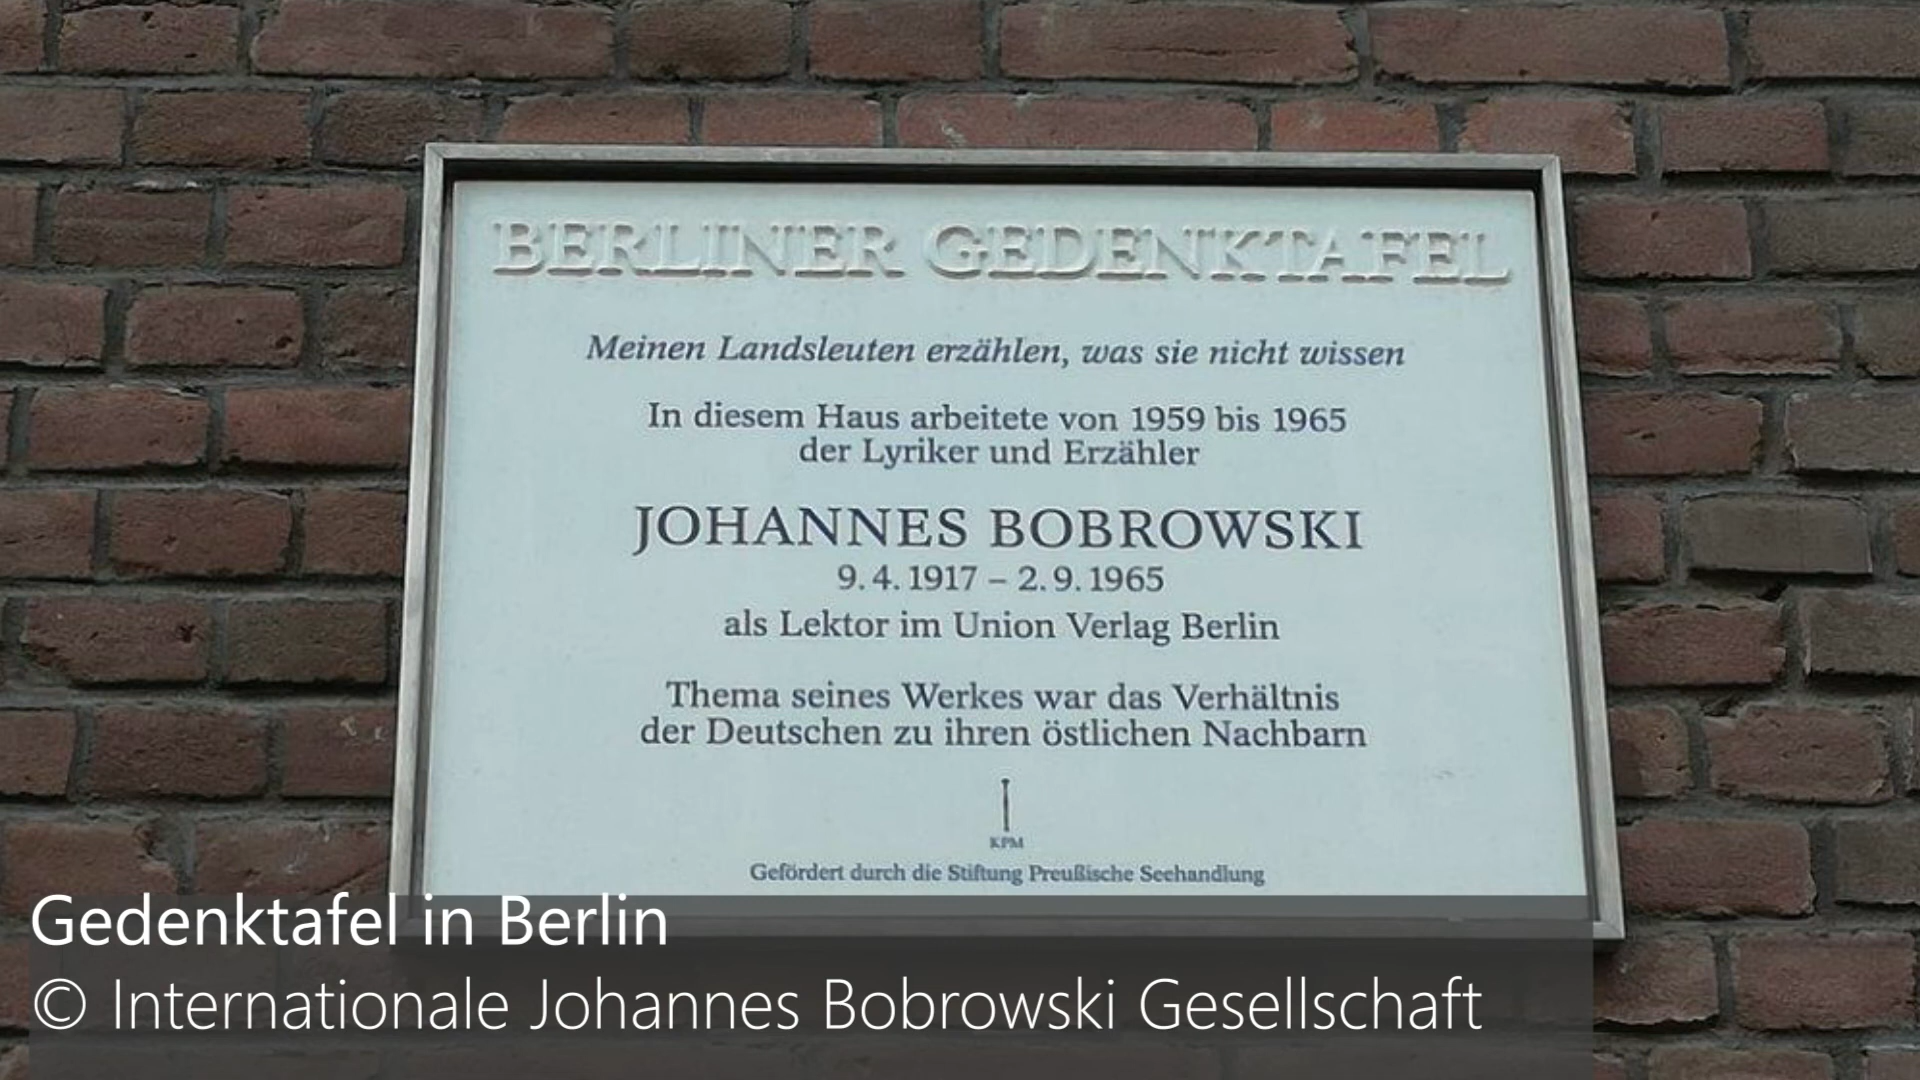 BERLINER GEDENKTAFEL
Meinen Landsleuten erzählen, was sie nicht wissen
In diesem Haus arbeitete von 1959 bis 1965
der Lyriker und Erzähler
JOHANNES BOBROWSKI
9. 4. 1917 – 2. 9. 1965
als Lektor im Union Verlag Berlin
Thema seines Werkes war das Verhältnis
der Deutschen zu ihren östlichen Nachbarn
KPM
Gefördert durch die Stiftung Preußische Seehandlung
Gedenktafel in Berlin
© Internationale Johannes Bobrowski Gesellschaft